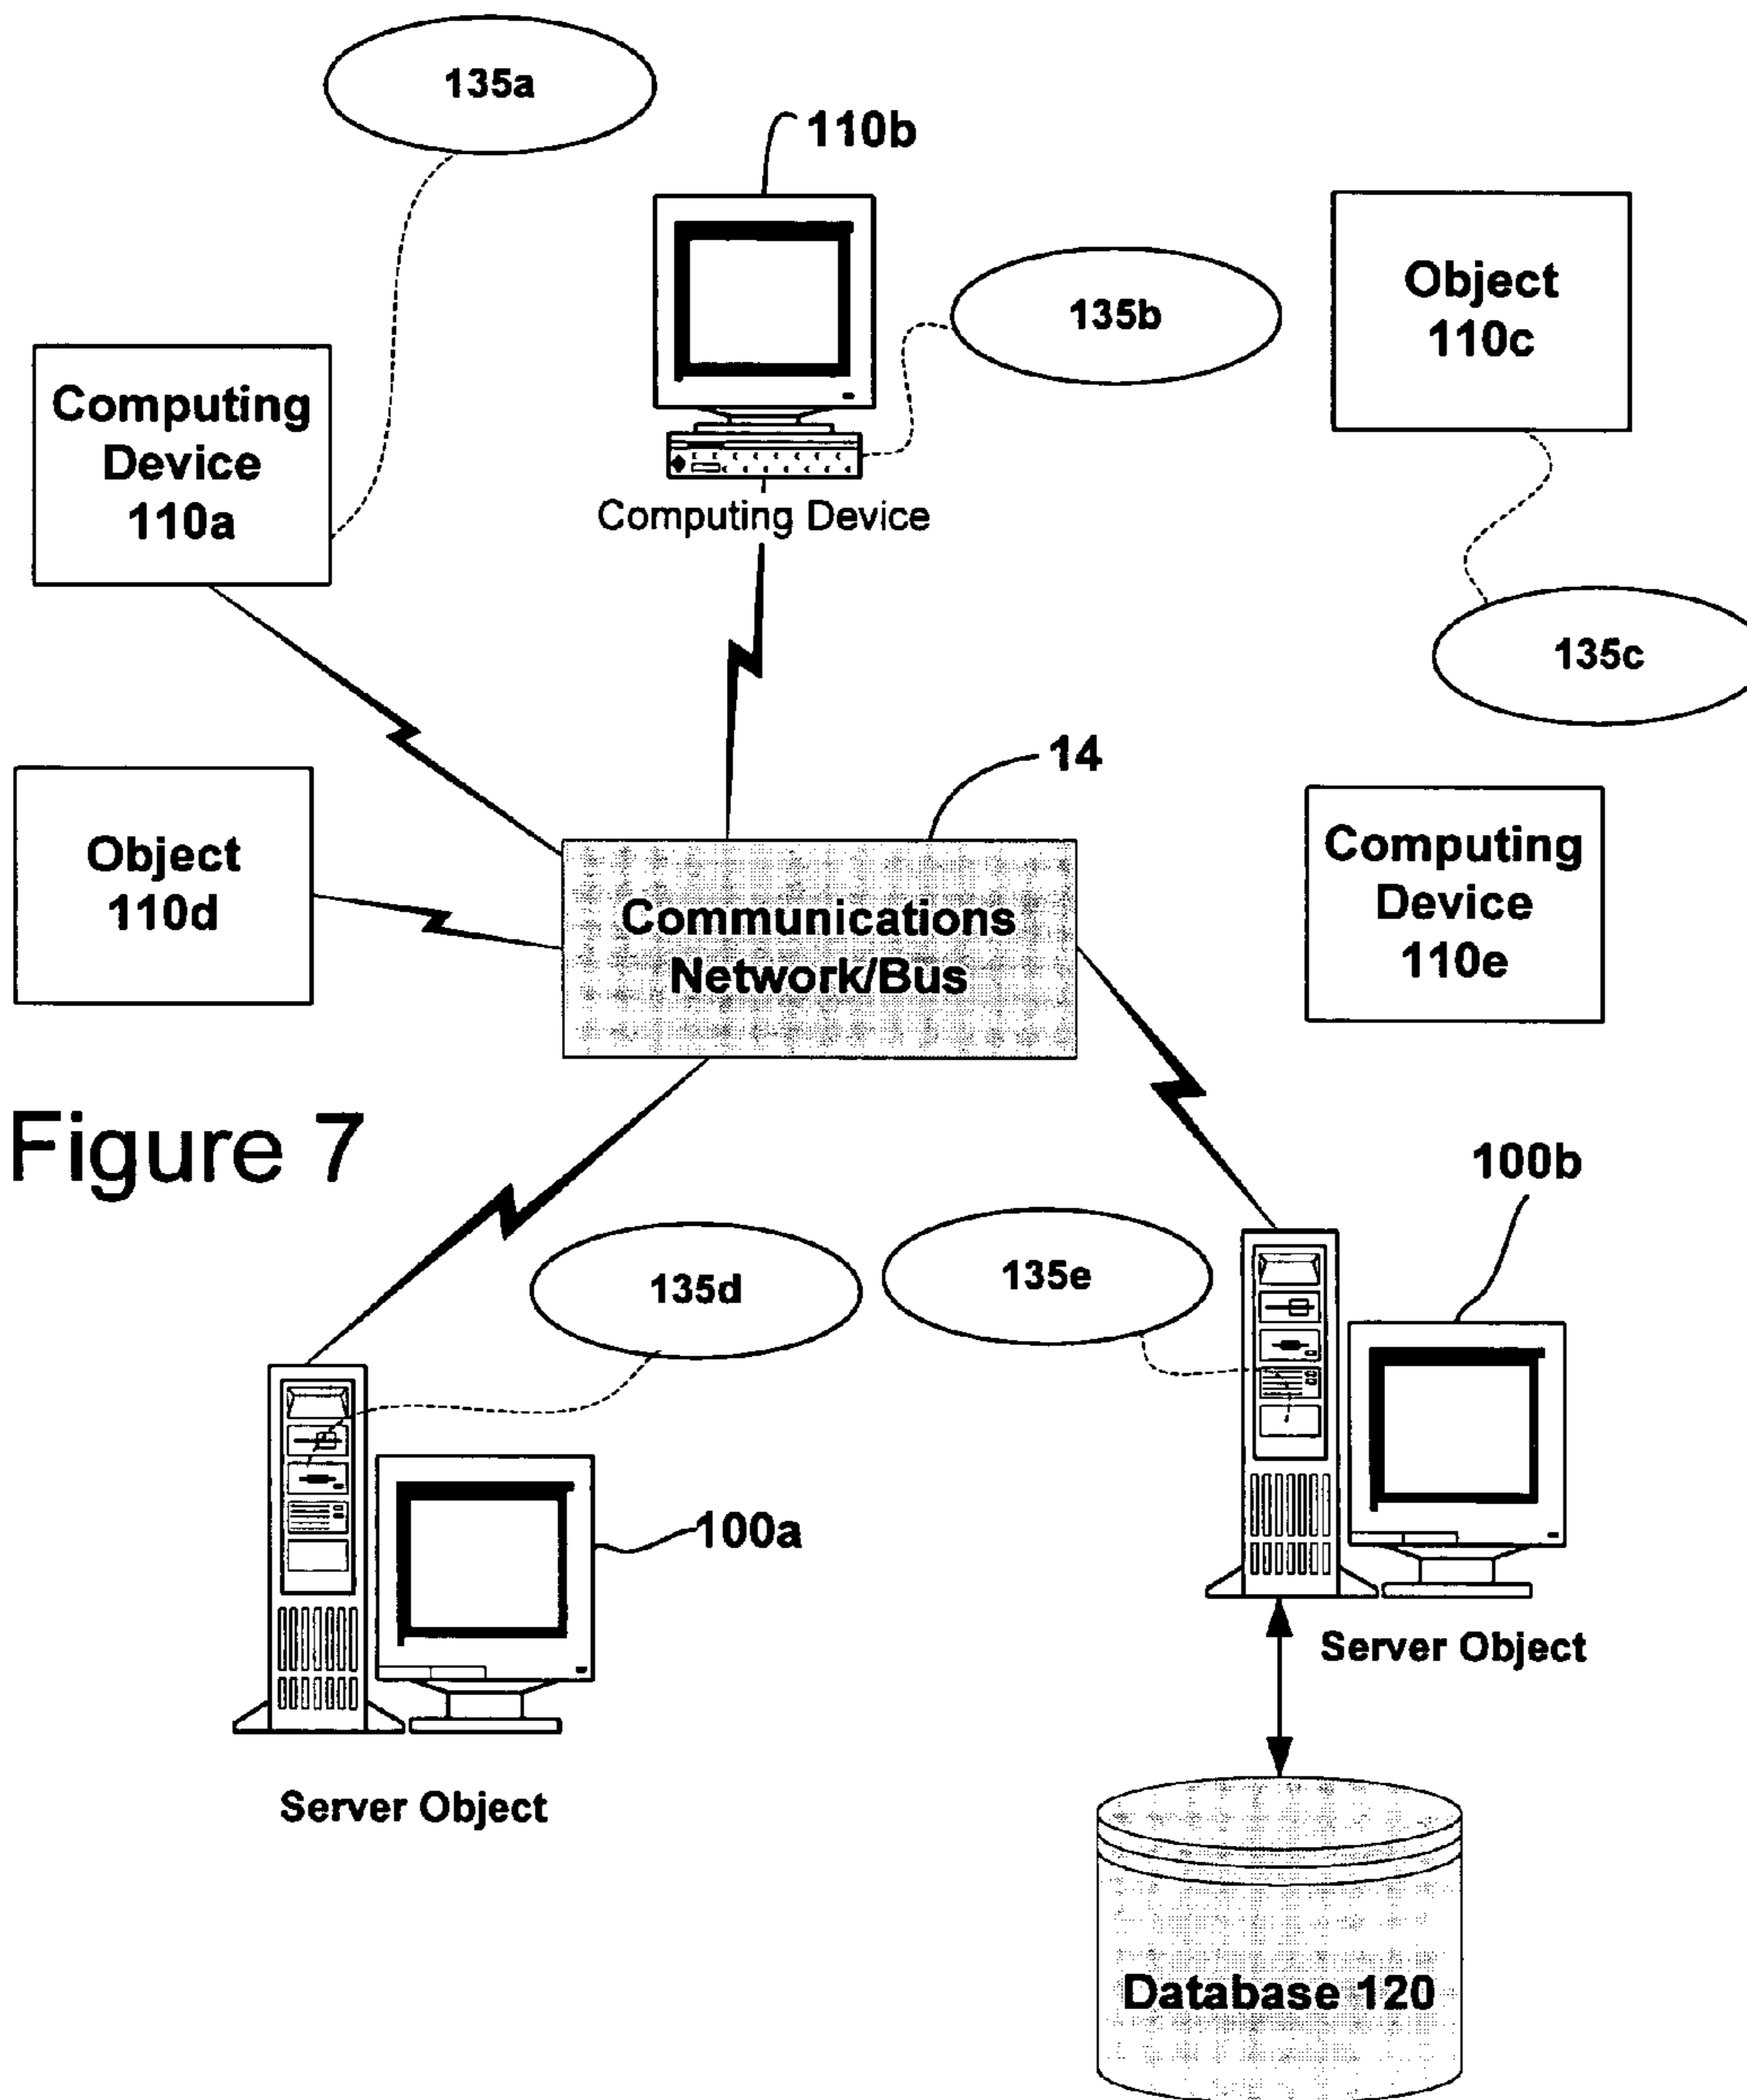 135a
110b
Object
110c
135b
Computing
Device
110a
Computing Device
135c
14
Object
110d
Computing
Device
110e
Communications
Network/Bus
Figure 7
100b
135d
135e
100a
Server Object
Server Object
Database 120